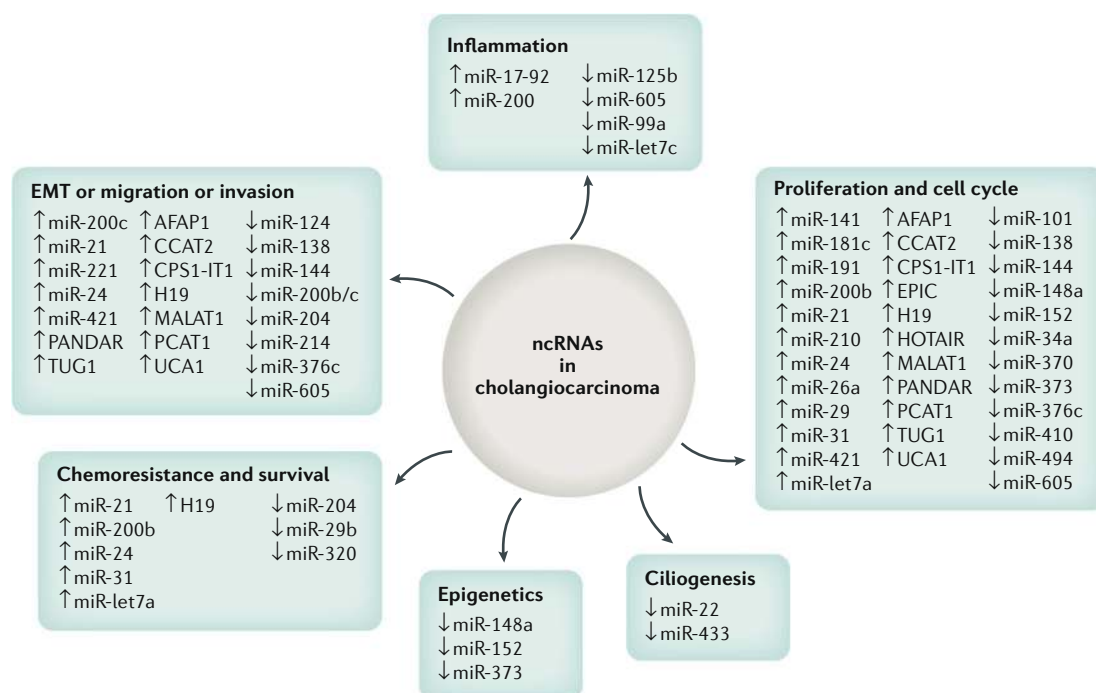 Inflammation
↑miR-17-92 ↓miR-125b
↑miR-200 ↓miR-605
↓miR-99a
↓miR-let7c
EMT or migration or invasion
↑miR-200c ↑AFAP1 ↓miR-124
↑miR-21 ↑CCAT2 ↓miR-138
↑miR-221 ↑CPS1-IT1 ↓miR-144
↑miR-24 ↑H19 ↓miR-200b/c
↑miR-421 ↑MALAT1 ↓miR-204
↑PANDAR ↑PCAT1 ↓miR-214
↑TUG1 ↑UCA1 ↓miR-376c
↓miR-605
Proliferation and cell cycle
↑miR-141 ↑AFAP1 ↓miR-101
↑miR-181c ↑CCAT2 ↓miR-138
↑miR-191 ↑CPS1-IT1 ↓miR-144
↑miR-200b ↑EPIC ↓miR-148a
↑miR-21 ↑H19 ↓miR-152
↑miR-210 ↑HOTAIR ↓miR-34a
↑miR-24 ↑MALAT1 ↓miR-370
↑miR-26a ↑PANDAR ↓miR-373
↑miR-29 ↑PCAT1 ↓miR-376c
↑miR-31 ↑TUG1 ↓miR-410
↑miR-421 ↑UCA1 ↓miR-494
↑miR-let7a ↓miR-605
ncRNAs
in
cholangiocarcinoma
Chemoresistance and survival
↑miR-21 ↑H19 ↓miR-204
↑miR-200b ↓miR-29b
↑miR-24 ↓miR-320
↑miR-31
↑miR-let7a
Epigenetics
↓miR-148a
↓miR-152
↓miR-373
Ciliogenesis
↓miR-22
↓miR-433